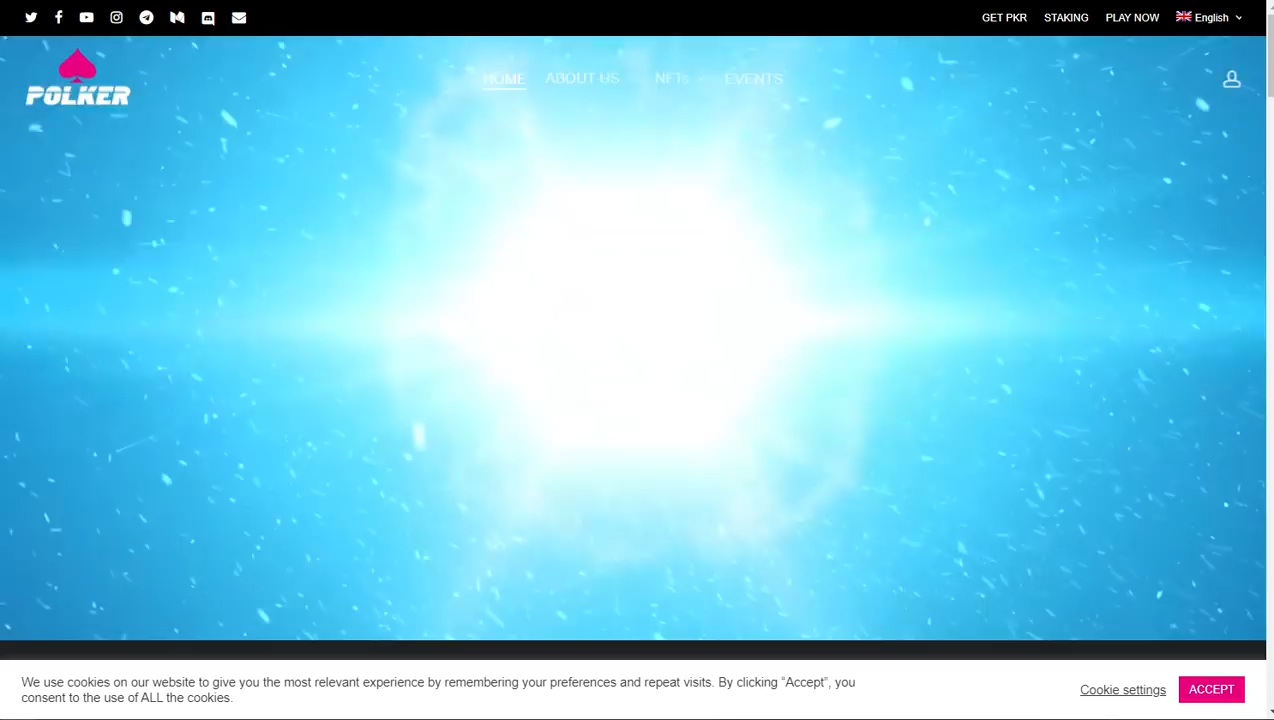 GET PKR STAKING PLAY NOW English
POLKER
HOME ABOUT US NFTs EVENTS
We use cookies on our website to give you the most relevant experience by remembering your preferences and repeat visits. By clicking “Accept”, you
consent to the use of ALL the cookies.
Cookie settings
ACCEPT